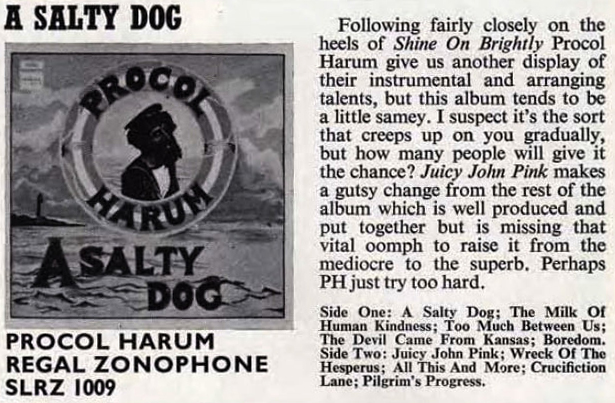 A SALTY DOG
PROCOL
HARUM
A SALTY
DOG
PROCOL HARUM
REGAL ZONOPHONE
SLRZ 1009
Following fairly closely on the
heels of Shine On Brightly Procol
Harum give us another display of
their instrumental and arranging
talents, but this album tends to be
a little samey. I suspect it's the sort
that creeps up on you gradually,
but how many people will give it
the chance? Juicy John Pink makes
a gutsy change from the rest of the
album which is well produced and
put together but is missing that
vital oomph to raise it from the
mediocre to the superb. Perhaps
PH just try too hard.
Side One: A Salty Dog; The Milk Of
Human Kindness; Too Much Between Us;
The Devil Came From Kansas; Boredom.
Side Two: Juicy John Pink; Wreck Of The
Hesperus; All This And More; Crucifiction
Lane; Pilgrim's Progress.